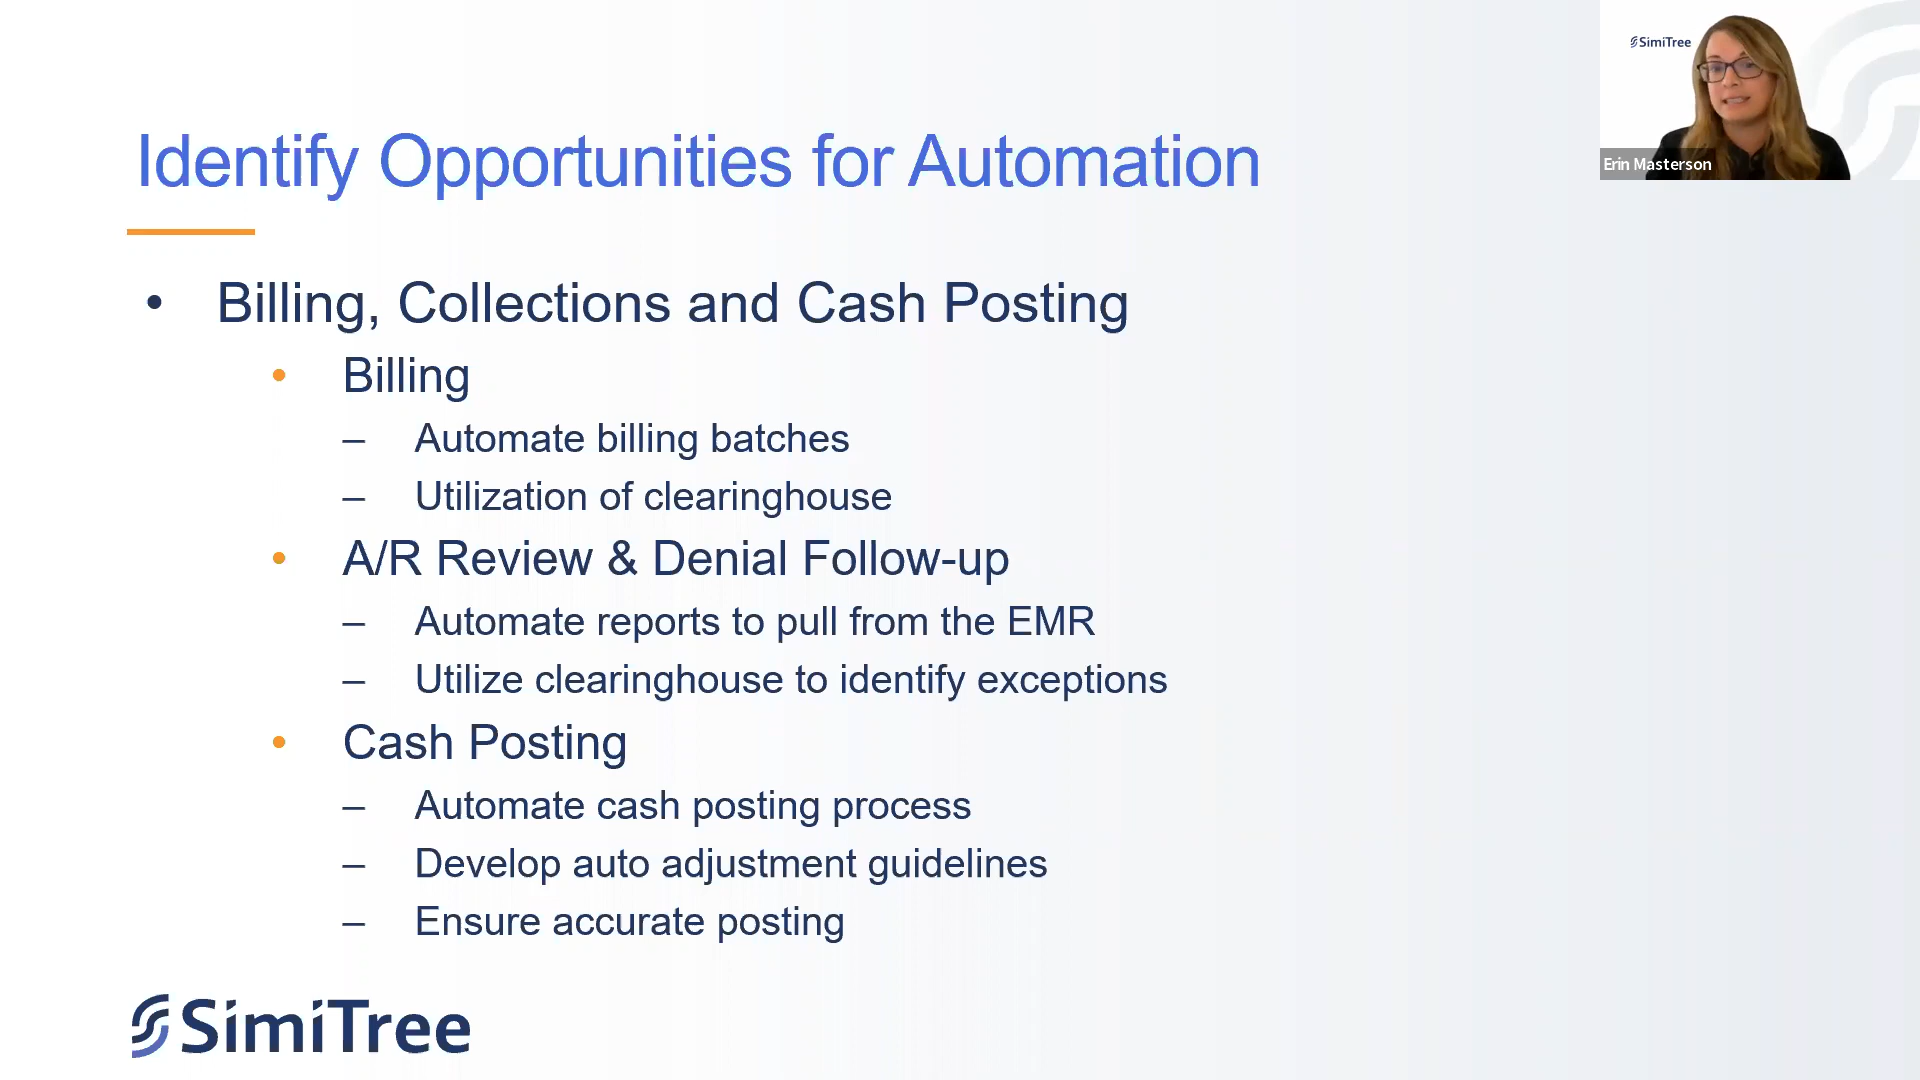 SimiTree
Erin Masterson
Identify Opportunities for Automation
• Billing, Collections and Cash Posting
• Billing
– Automate billing batches
– Utilization of clearinghouse
• A/R Review & Denial Follow-up
– Automate reports to pull from the EMR
– Utilize clearinghouse to identify exceptions
• Cash Posting
– Automate cash posting process
– Develop auto adjustment guidelines
– Ensure accurate posting
SimiTree